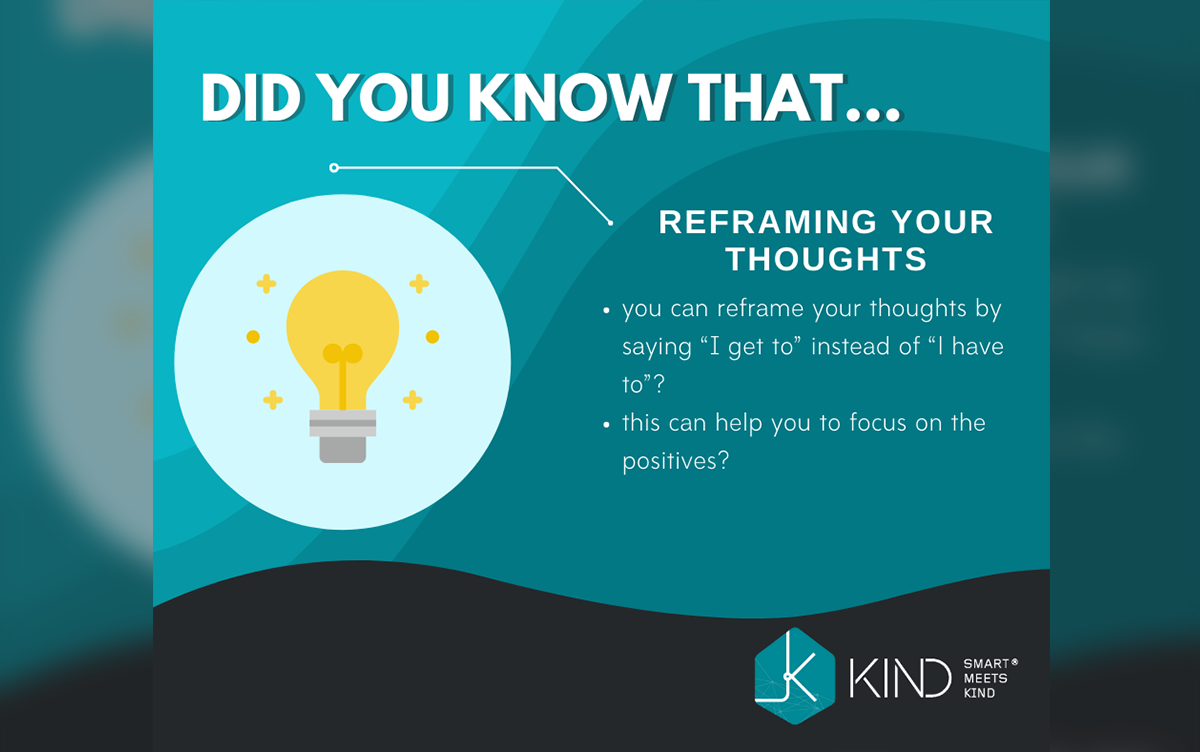 DID YOU KNOW THAT...
REFRAMING YOUR
THOUGHTS
• you can reframe your thoughts by
saying “I get to” instead of “I have
to”?
• this can help you to focus on the
positives?
KIND
SMART®
MEETS
KIND